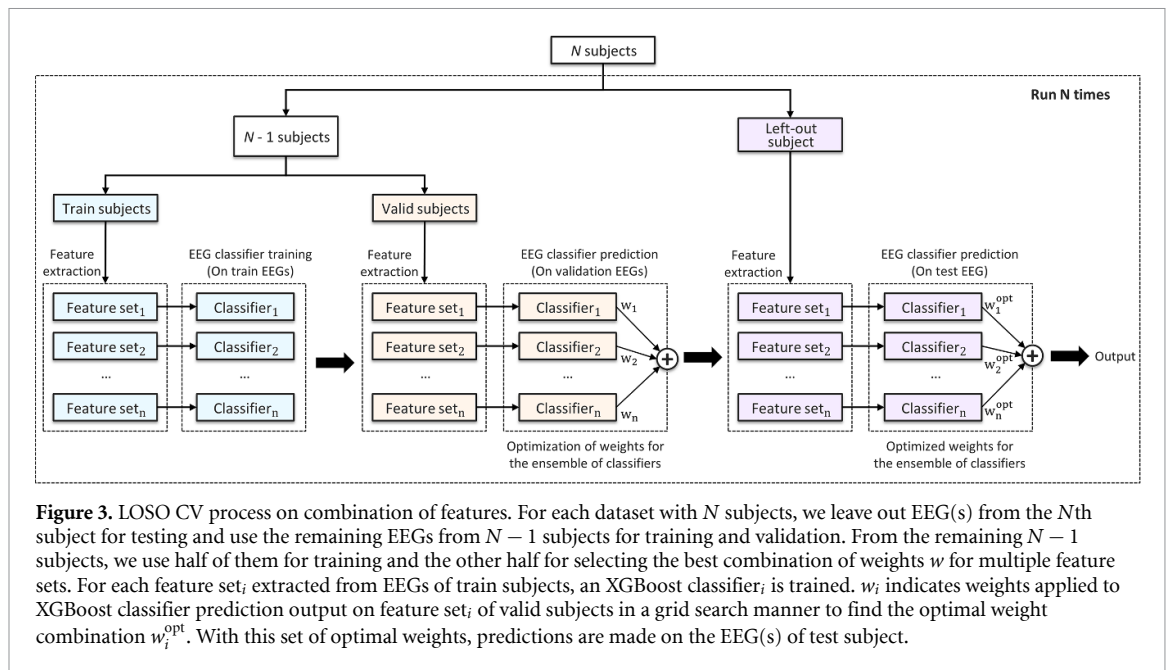 N subjects
Run N times
N - 1 subjects
Left-out
subject
Train subjects
Valid subjects
Feature
extraction
EEG classifier training
(On train EEGs)
Feature
extraction
EEG classifier prediction
(On validation EEGs)
Feature
extraction
EEG classifier prediction
(On test EEG)
Feature set₁
Classifier₁
Feature set₁
Classifier₁
w₁
Feature set₁
Classifier₁
w₁^opt
Feature set₂
Classifier₂
Feature set₂
Classifier₂
w₂
+
Feature set₂
Classifier₂
w₂^opt
+
Output
...
...
...
...
...
...
Feature setₙ
Classifierₙ
Feature setₙ
Classifierₙ
wₙ
Feature setₙ
Classifierₙ
wₙ^opt
Optimization of weights for
the ensemble of classifiers
Optimized weights for
the ensemble of classifiers
Figure 3. LOSO CV process on combination of features. For each dataset with N subjects, we leave out EEG(s) from the Nth
subject for testing and use the remaining EEGs from N − 1 subjects for training and validation. From the remaining N − 1
subjects, we use half of them for training and the other half for selecting the best combination of weights w for multiple feature
sets. For each feature setᵢ extracted from EEGs of train subjects, an XGBoost classifierᵢ is trained. wᵢ indicates weights applied to
XGBoost classifier prediction output on feature setᵢ of valid subjects in a grid search manner to find the optimal weight
combination wᵢ^opt. With this set of optimal weights, predictions are made on the EEG(s) of test subject.